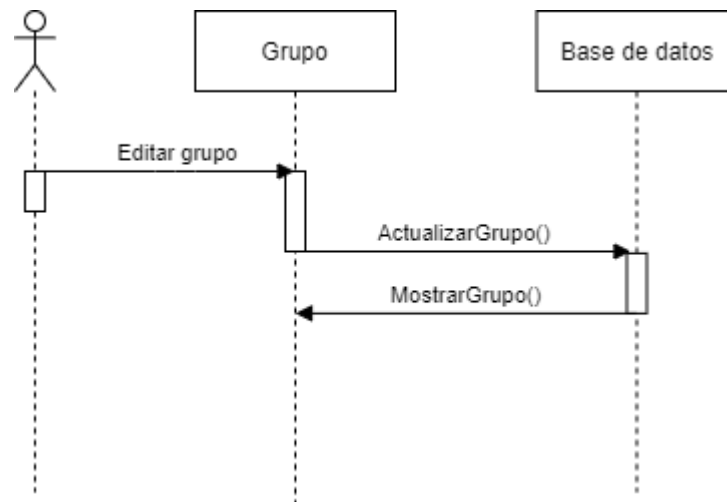 Grupo
Base de datos
Editar grupo
ActualizarGrupo()
MostrarGrupo()